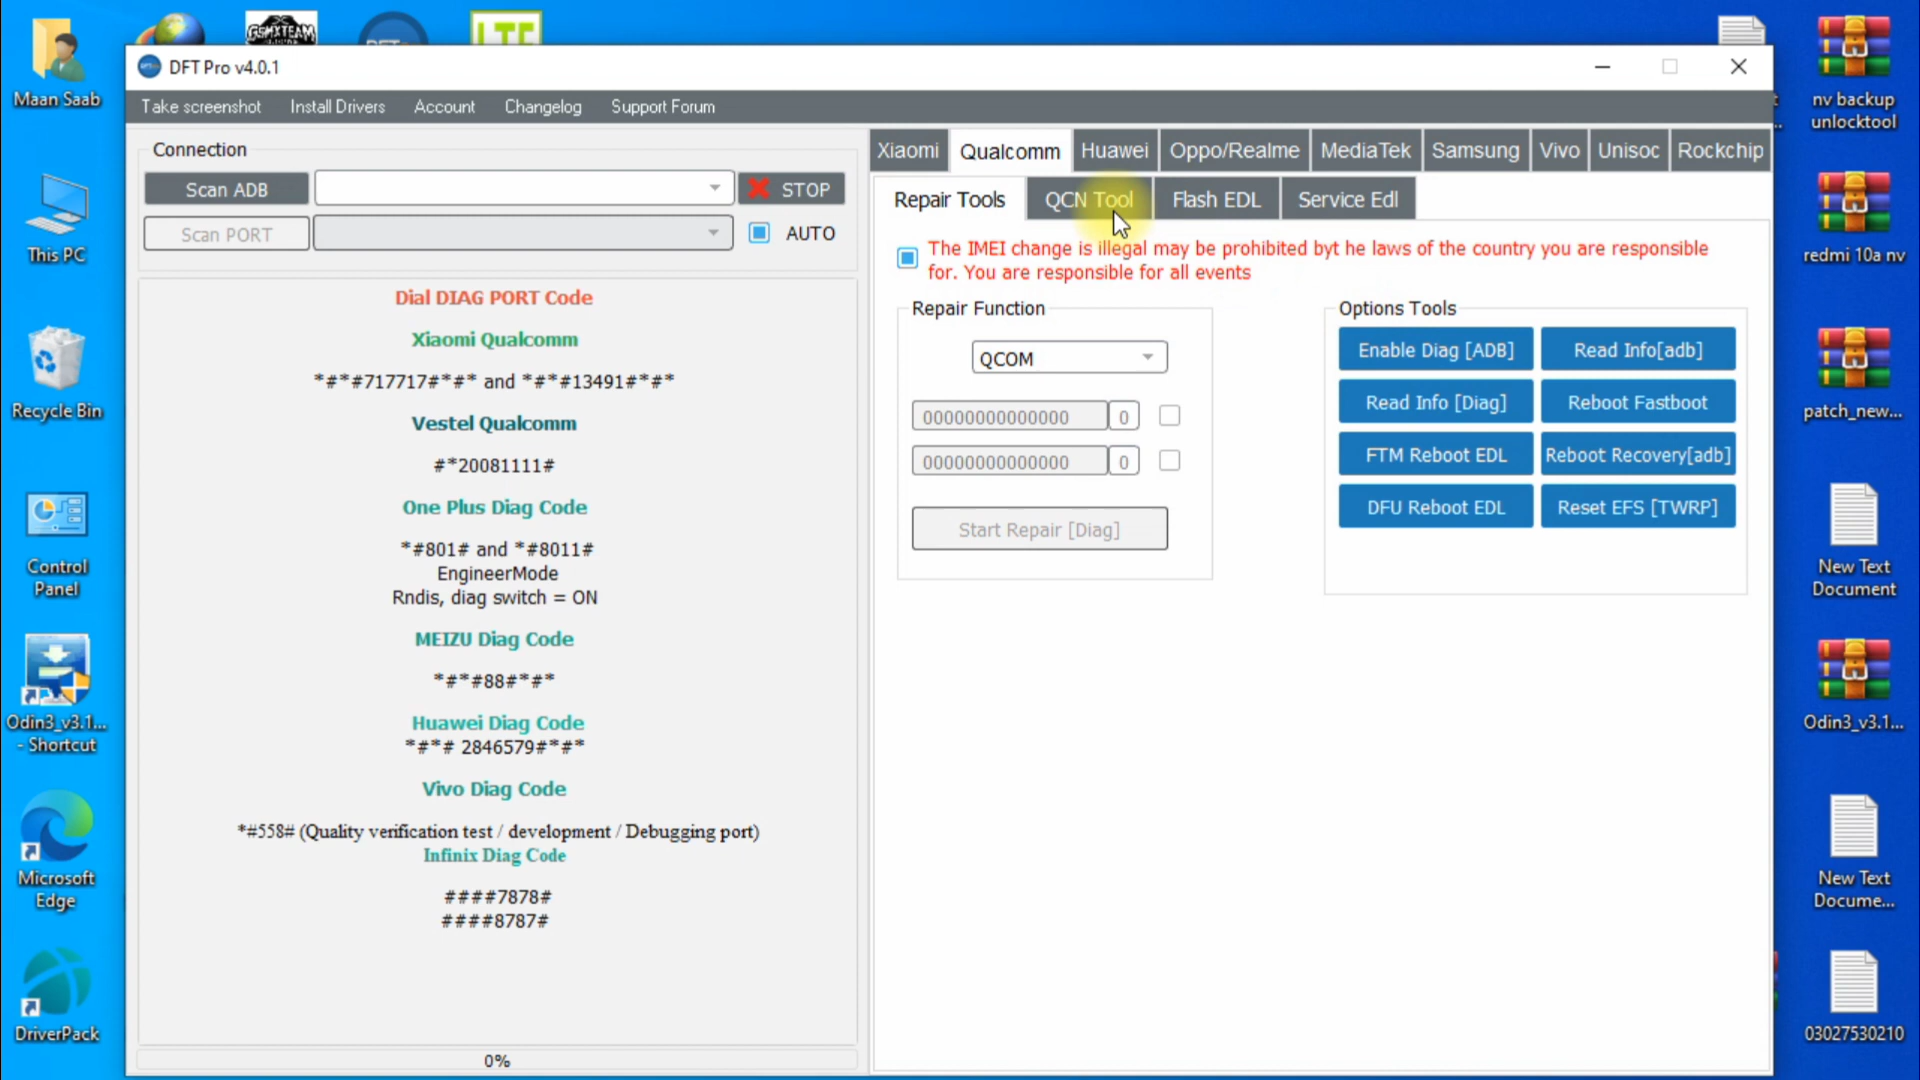 GSMXTEAM
DFT
LTE
Maan Saab
This PC
Recycle Bin
Control
Panel
Odin3_v3.1...
- Shortcut
Microsoft
Edge
DriverPack
DFT Pro v4.0.1
Take screenshot Install Drivers Account Changelog Support Forum
Connection
Scan ADB STOP
Scan PORT AUTO
Dial DIAG PORT Code
Xiaomi Qualcomm
*#*#717717#*#* and *#*#13491#*#*
Vestel Qualcomm
#*20081111#
One Plus Diag Code
*#801# and *#8011#
EngineerMode
Rndis, diag switch = ON
MEIZU Diag Code
*#*#88#*#*
Huawei Diag Code
*#*# 2846579#*#*
Vivo Diag Code
*#558# (Quality verification test / development / Debugging port)
Infinix Diag Code
####7878#
####8787#
0%
Xiaomi Qualcomm Huawei Oppo/Realme MediaTek Samsung Vivo Unisoc Rockchip
Repair Tools QCN Tool Flash EDL Service Edl
The IMEI change is illegal may be prohibited byt he laws of the country you are responsible
for. You are responsible for all events
Repair Function
QCOM
00000000000000 0
00000000000000 0
Start Repair [Diag]
Options Tools
Enable Diag [ADB] Read Info[adb]
Read Info [Diag] Reboot Fastboot
FTM Reboot EDL Reboot Recovery[adb]
DFU Reboot EDL Reset EFS [TWRP]
nv backup
unlocktool
redmi 10a nv
patch_new...
New Text
Document
Odin3_v3.1...
New Text
Docume...
03027530210